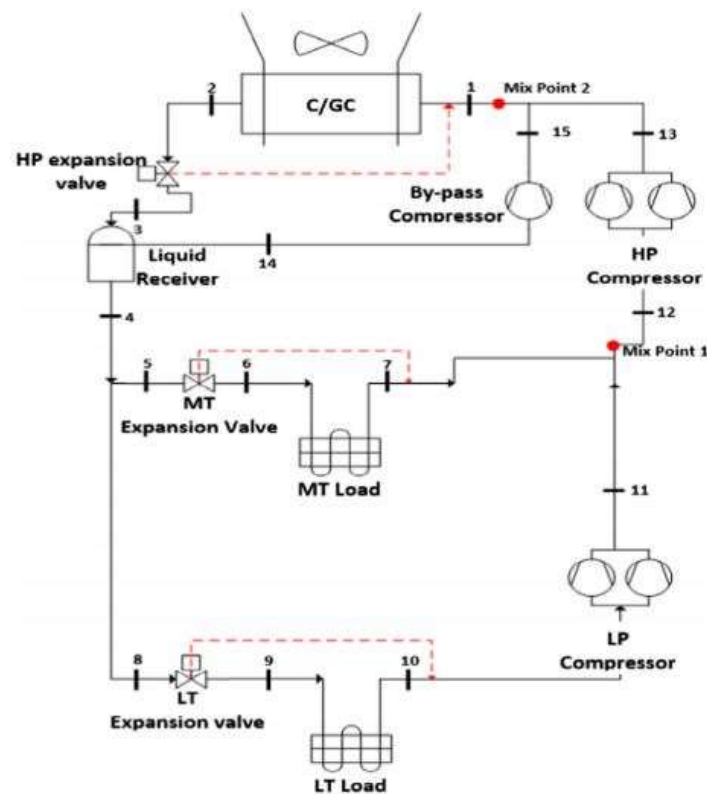 2
C/GC
1
Mix Point 2
15
13
HP expansion
valve
By-pass
Compressor
3
Liquid
Receiver
14
HP
Compressor
4
12
Mix Point 1
5
6
7
MT
Expansion Valve
MT Load
11
8
9
10
LP
Compressor
LT
Expansion valve
LT Load